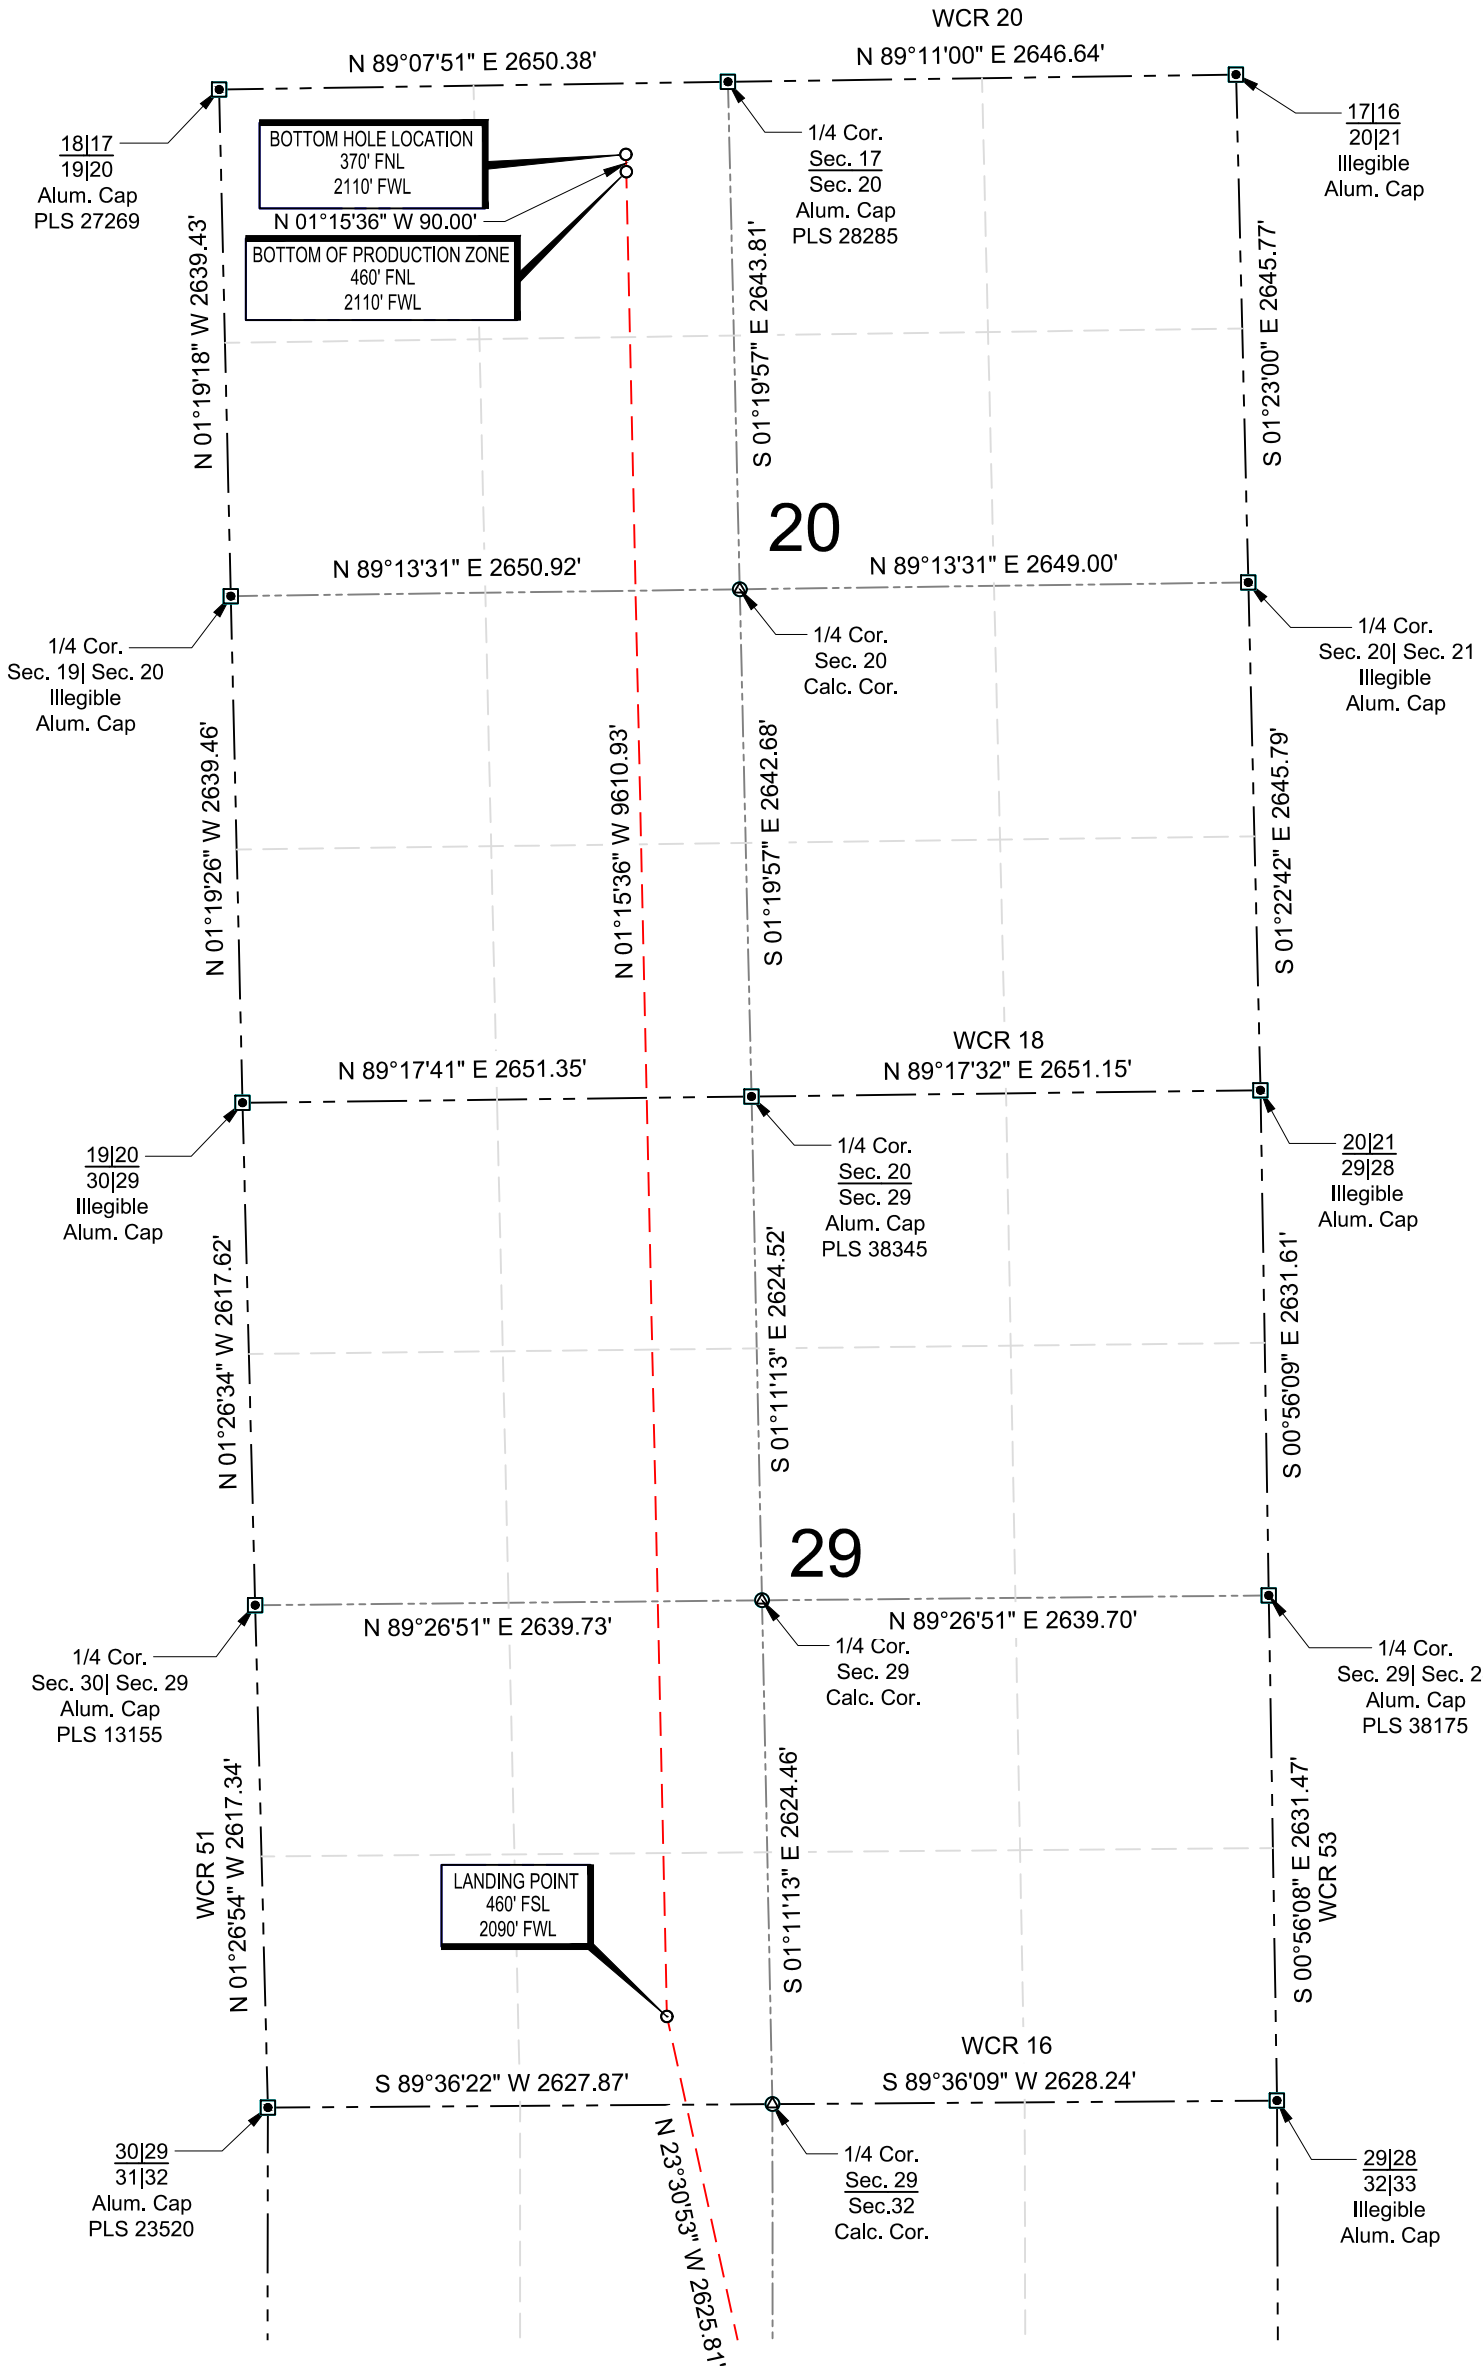 WCR 20
N 89°07'51" E 2650.38'
N 89°11'00" E 2646.64'
18|17
19|20
Alum. Cap
PLS 27269
BOTTOM HOLE LOCATION
370' FNL
2110' FWL
N 01°15'36" W 90.00'
BOTTOM OF PRODUCTION ZONE
460' FNL
2110' FWL
1/4 Cor.
Sec. 17
Sec. 20
Alum. Cap
PLS 28285
17|16
20|21
Illegible
Alum. Cap
N 01°19'18" W 2639.43'
S 01°19'57" E 2643.81'
S 01°23'00" E 2645.77'
20
N 89°13'31" E 2650.92'
N 89°13'31" E 2649.00'
1/4 Cor.
Sec. 19| Sec. 20
Illegible
Alum. Cap
1/4 Cor.
Sec. 20
Calc. Cor.
1/4 Cor.
Sec. 20| Sec. 21
Illegible
Alum. Cap
N 01°19'26" W 2639.46'
N 01°15'36" W 9610.93'
S 01°19'57" E 2642.68'
S 01°22'42" E 2645.79'
WCR 18
N 89°17'41" E 2651.35'
N 89°17'32" E 2651.15'
19|20
30|29
Illegible
Alum. Cap
1/4 Cor.
Sec. 20
Sec. 29
Alum. Cap
PLS 38345
20|21
29|28
Illegible
Alum. Cap
N 01°26'34" W 2617.62'
S 01°11'13" E 2624.52'
S 00°56'09" E 2631.61'
29
N 89°26'51" E 2639.73'
N 89°26'51" E 2639.70'
1/4 Cor.
Sec. 30| Sec. 29
Alum. Cap
PLS 13155
1/4 Cor.
Sec. 29
Calc. Cor.
1/4 Cor.
Sec. 29| Sec. 2
Alum. Cap
PLS 38175
WCR 51
N 01°26'54" W 2617.34'
S 01°11'13" E 2624.46'
S 00°56'08" E 2631.47'
WCR 53
LANDING POINT
460' FSL
2090' FWL
WCR 16
S 89°36'22" W 2627.87'
S 89°36'09" W 2628.24'
30|29
31|32
Alum. Cap
PLS 23520
N 23°30'53" W 2625.81'
1/4 Cor.
Sec. 29
Sec.32
Calc. Cor.
29|28
32|33
Illegible
Alum. Cap